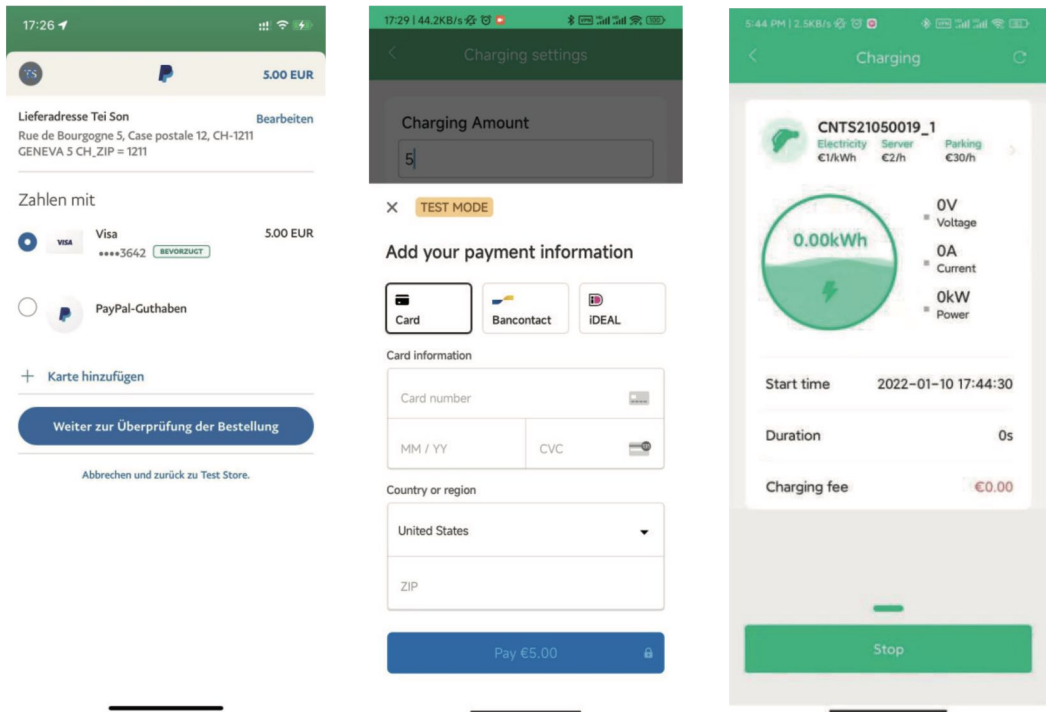 17:26
TES
5.00 EUR
Lieferadresse Tei Son
Bearbeiten
Rue de Bourgogne 5, Case postale 12, CH-1211
GENEVA 5 CH_ZIP = 1211
Zahlen mit
Visa
5.00 EUR
VISA
••••3642 BEVORZUGT
PayPal-Guthaben
+ Karte hinzufügen
Weiter zur Überprüfung der Bestellung
Abbrechen und zurück zu Test Store.
17:29 | 44.2KB/s
Charging settings
Charging Amount
5
× TEST MODE
Add your payment information
Card
Bancontact
iDEAL
Card information
Card number
MM / YY
CVC
Country or region
United States
ZIP
Pay €5.00
5:44 PM | 2.5KB/s
Charging
CNTS21050019_1
Electricity Server Parking
€1/kWh €2/h €30/h
0.00kWh
0V
Voltage
0A
Current
0kW
Power
Start time 2022-01-10 17:44:30
Duration 0s
Charging fee €0.00
Stop